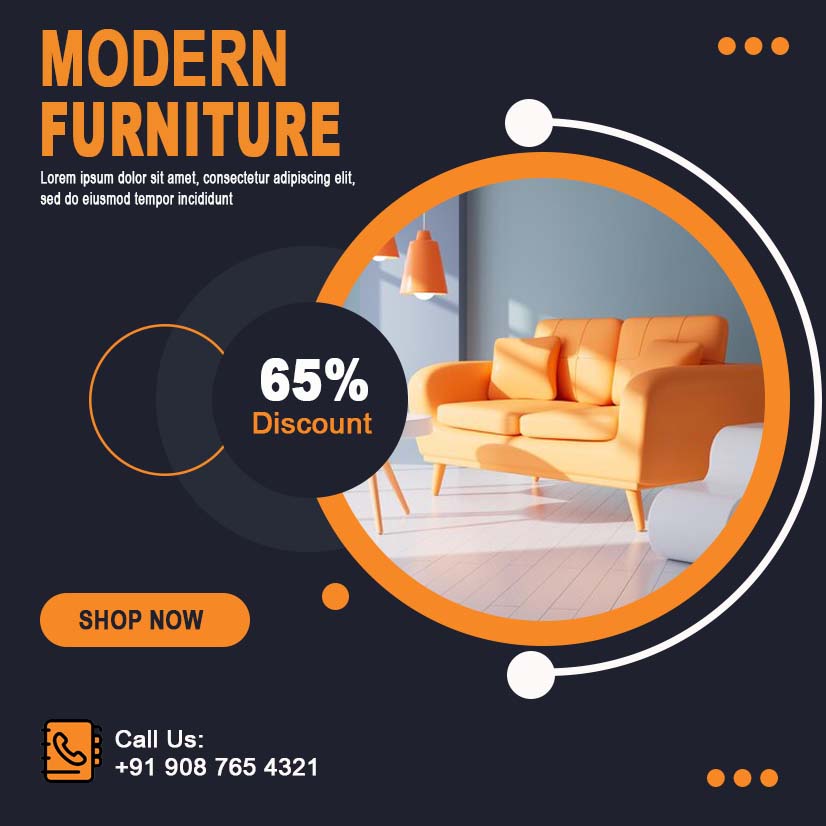 MODERN
FURNITURE
Lorem ipsum dolor sit amet, consectetur adipiscing elit,
sed do eiusmod tempor incididunt
65%
Discount
SHOP NOW
Call Us:
+91 908 765 4321